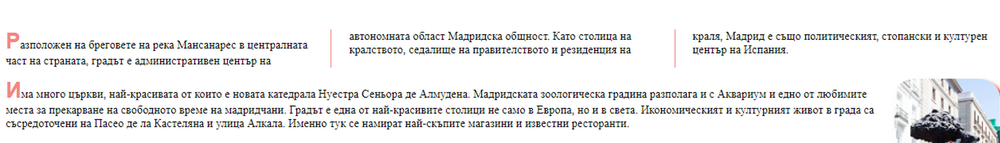 Разположен на бреговете на река Мансанарес в централната
част на страната, градът е административен център на
автономната област Мадридска общност. Като столица на
кралството, седалище на правителството и резиденция на
краля, Мадрид е също политическият, стопански и културен
център на Испания.
Има много църкви, най-красивата от които е новата катедрала Нуестра Сеньора де Алмудена. Мадридската зоологическа градина разполага и с Аквариум и едно от любимите
места за прекарване на свободното време на мадридчани. Градът е една от най-красивите столици не само в Европа, но и в света. Икономическият и културният живот в града са
съсредоточени на Пасео де ла Кастеляна и улица Алкала. Именно тук се намират най-скъпите магазини и известни ресторанти.